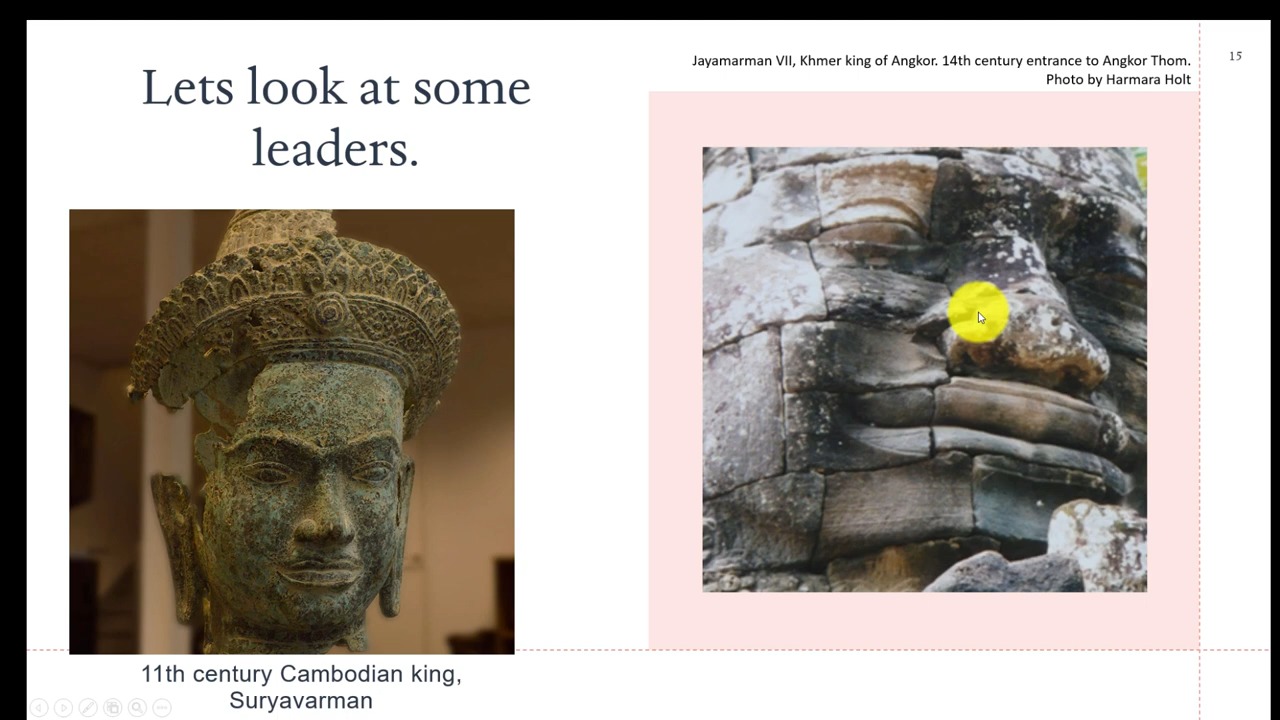 Lets look at some
leaders.
Jayamarman VII, Khmer king of Angkor. 14th century entrance to Angkor Thom.
Photo by Harmara Holt
15
11th century Cambodian king,
Suryavarman